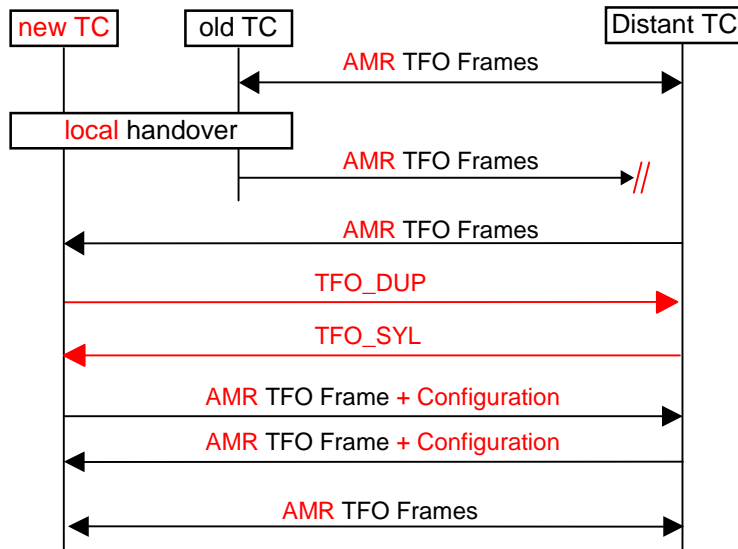 new TC
old TC
Distant TC
AMR TFO Frames
local handover
AMR TFO Frames
AMR TFO Frames
TFO_DUP
TFO_SYL
AMR TFO Frame + Configuration
AMR TFO Frame + Configuration
AMR TFO Frames